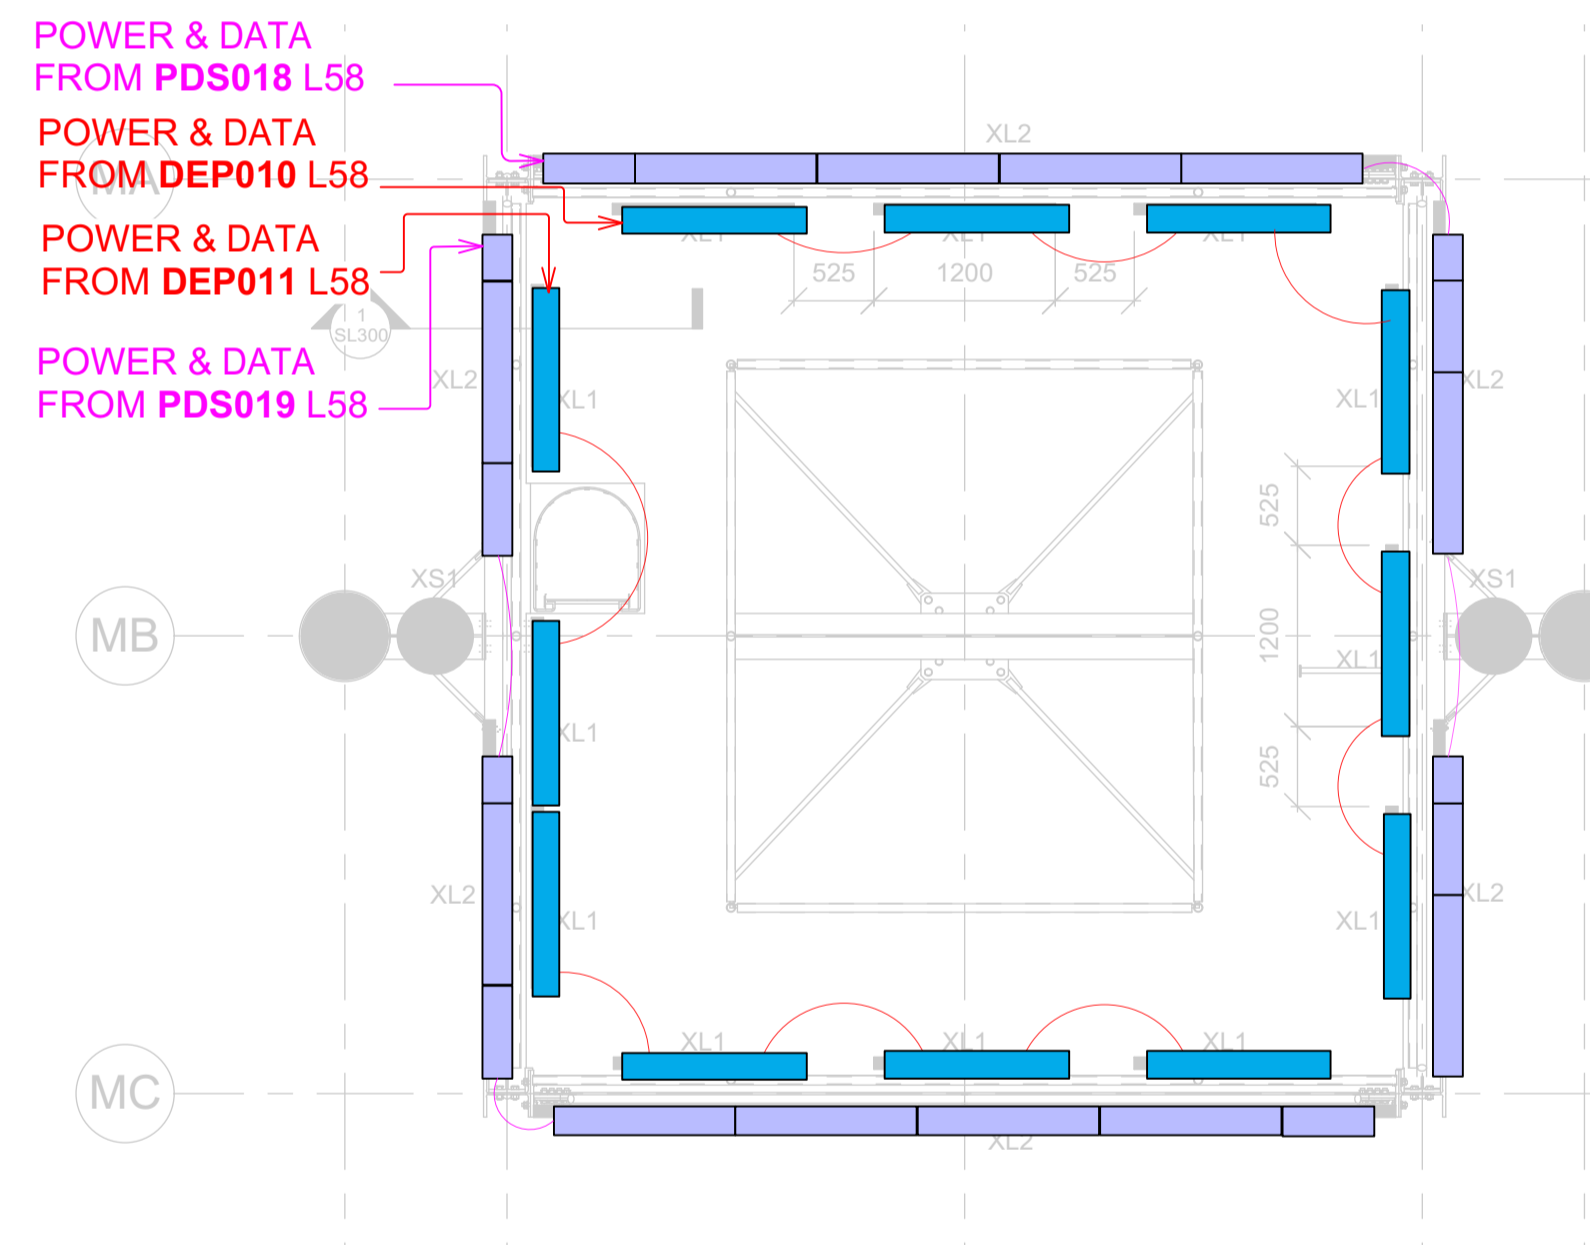 POWER & DATA
FROM PDS018 L58
POWER & DATA
FROM DEP010 L58
MA
POWER & DATA
FROM DEP011 L58
1
SL300
POWER & DATA
FROM PDS019 L58
XL2
XL1
XL1
XL1
525
1200
525
XL2
XL1
XL1
XL2
525
XS1
XS1
MB
1200
XL1
XL1
525
XL2
XL1
XL1
XL2
XL1
XL1
XL1
MC
XL2